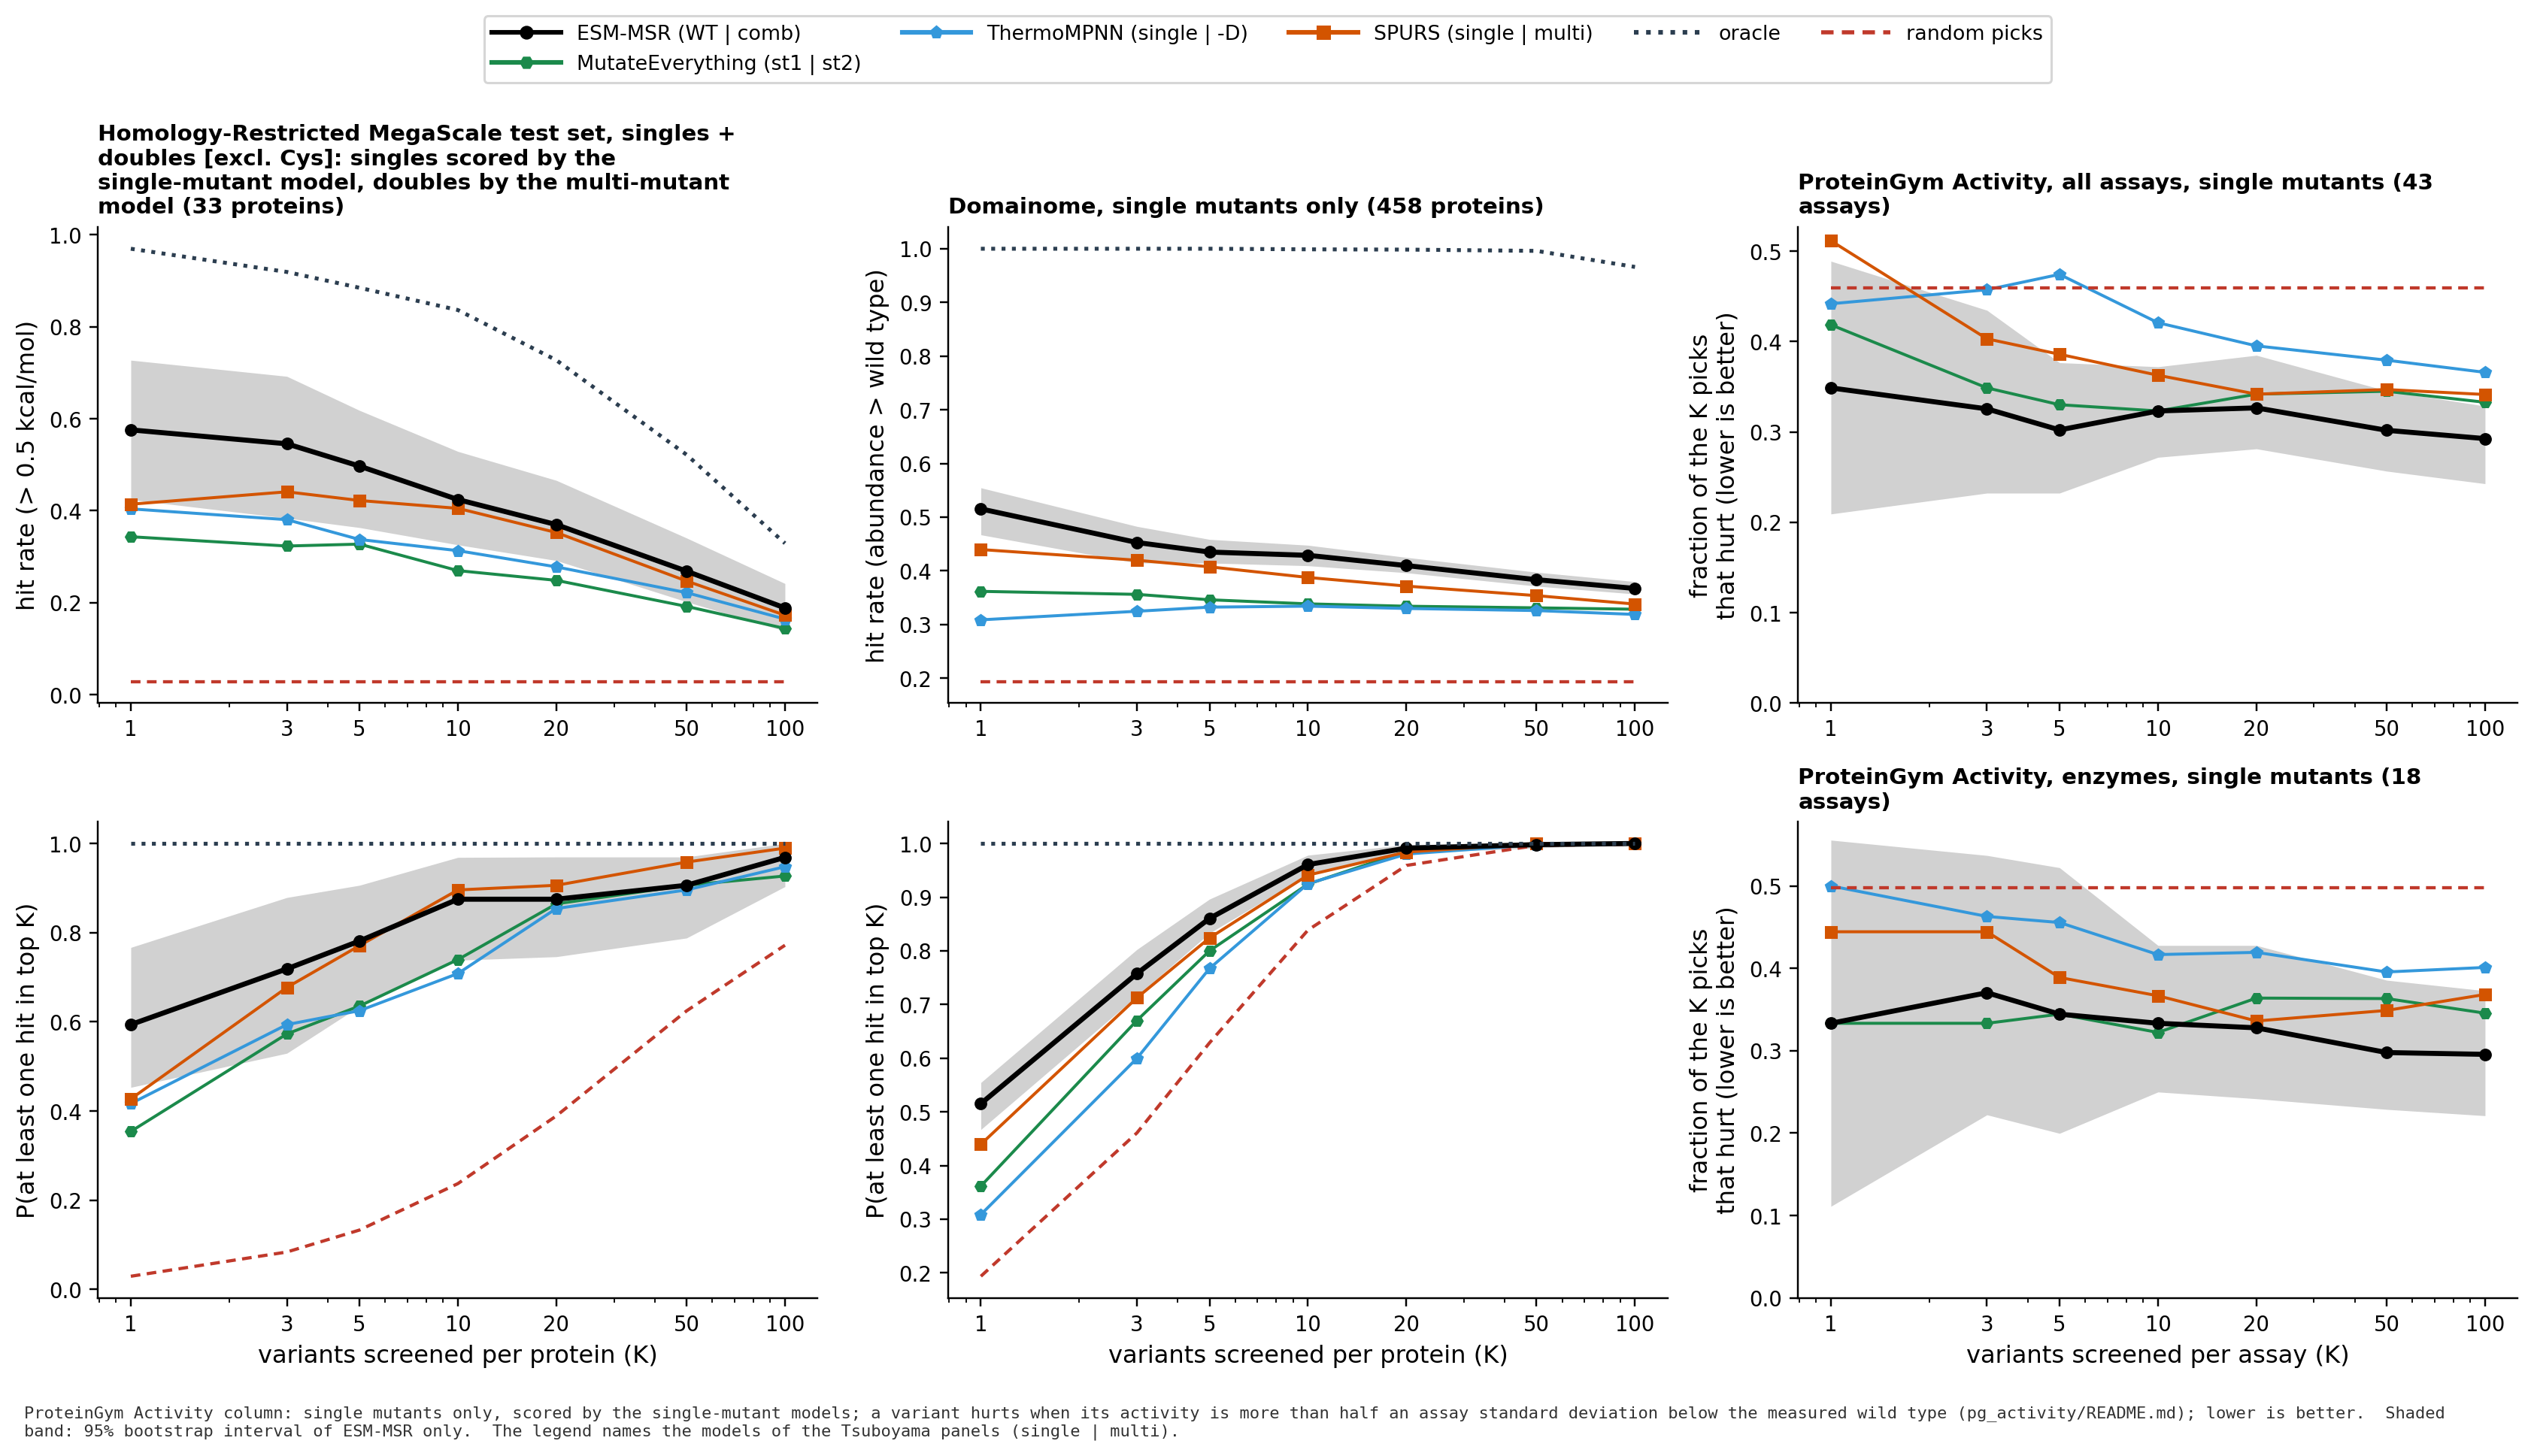 ESM-MSR (WT | comb)
MutateEverything (st1 | st2)
ThermoMPNN (single | -D)
SPURS (single | multi)
oracle
random picks
Homology-Restricted MegaScale test set, singles +
doubles [excl. Cys]: singles scored by the
single-mutant model, doubles by the multi-mutant
model (33 proteins)
hit rate (> 0.5 kcal/mol)
1.0
0.8
0.6
0.4
0.2
0.0
1 3 5 10 20 50 100
Domainome, single mutants only (458 proteins)
hit rate (abundance > wild type)
1.0
0.9
0.8
0.7
0.6
0.5
0.4
0.3
0.2
1 3 5 10 20 50 100
ProteinGym Activity, all assays, single mutants (43
assays)
fraction of the K picks
that hurt (lower is better)
0.5
0.4
0.3
0.2
0.1
0.0
1 3 5 10 20 50 100
P(at least one hit in top K)
1.0
0.8
0.6
0.4
0.2
0.0
1 3 5 10 20 50 100
variants screened per protein (K)
P(at least one hit in top K)
1.0
0.9
0.8
0.7
0.6
0.5
0.4
0.3
0.2
1 3 5 10 20 50 100
variants screened per protein (K)
ProteinGym Activity, enzymes, single mutants (18
assays)
fraction of the K picks
that hurt (lower is better)
0.5
0.4
0.3
0.2
0.1
0.0
1 3 5 10 20 50 100
variants screened per assay (K)
ProteinGym Activity column: single mutants only, scored by the single-mutant models; a variant hurts when its activity is more than half an assay standard deviation below the measured wild type (pg_activity/README.md); lower is better.  Shaded
band: 95% bootstrap interval of ESM-MSR only.  The legend names the models of the Tsuboyama panels (single | multi).